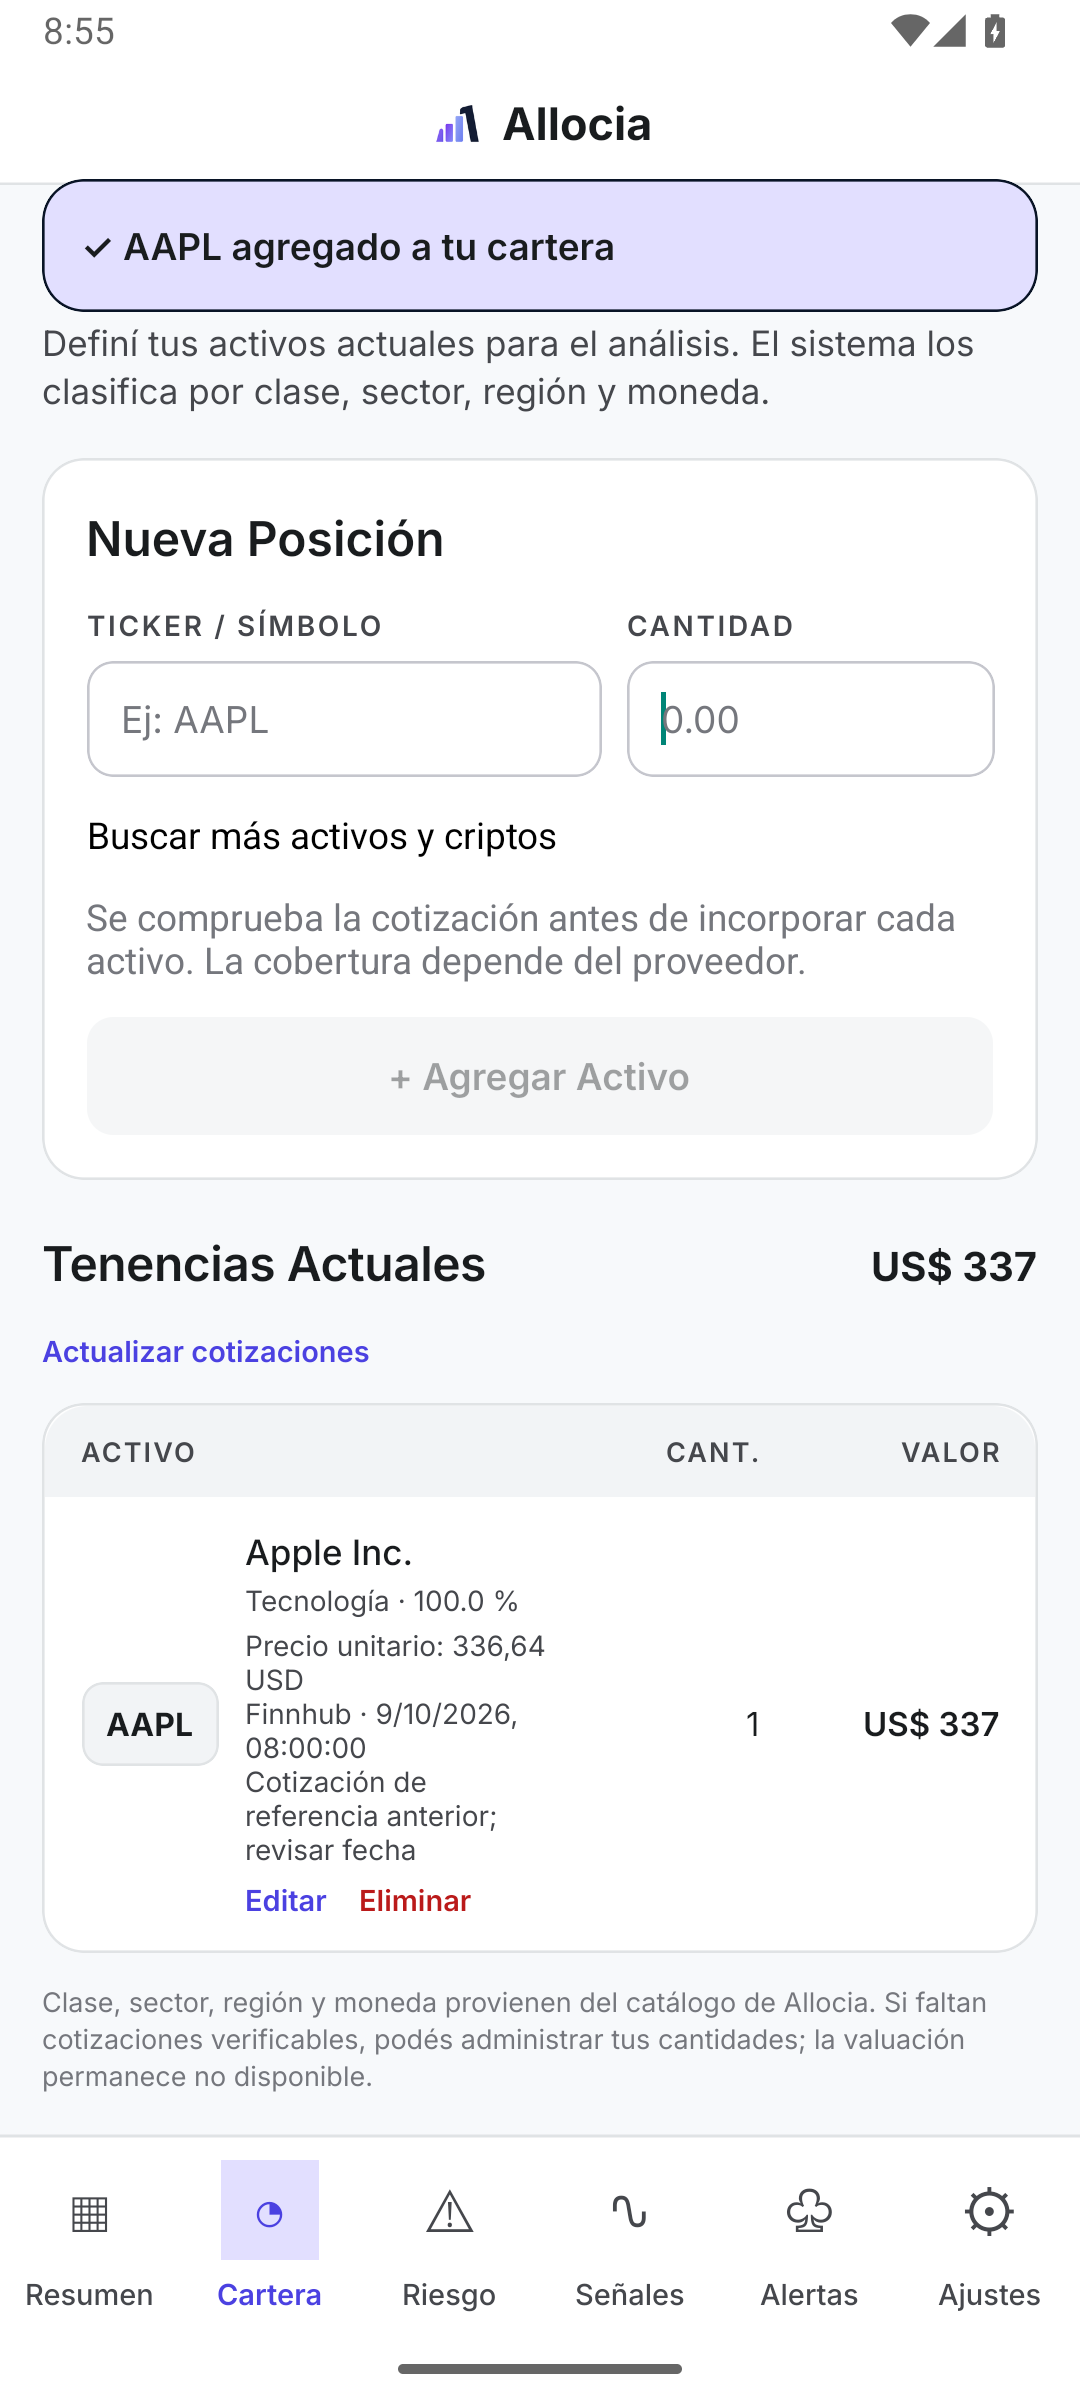 8:55
Allocia
✓ AAPL agregado a tu cartera
Definí tus activos actuales para el análisis. El sistema los
clasifica por clase, sector, región y moneda.
Nueva Posición
TICKER / SÍMBOLO
CANTIDAD
Ej: AAPL
0.00
Buscar más activos y criptos
Se comprueba la cotización antes de incorporar cada
activo. La cobertura depende del proveedor.
+ Agregar Activo
Tenencias Actuales
US$ 337
Actualizar cotizaciones
ACTIVO CANT. VALOR
Apple Inc.
Tecnología · 100.0 %
Precio unitario: 336,64
USD
Finnhub · 9/10/2026,
08:00:00
Cotización de
referencia anterior;
revisar fecha
AAPL
1
US$ 337
Editar Eliminar
Clase, sector, región y moneda provienen del catálogo de Allocia. Si faltan
cotizaciones verificables, podés administrar tus cantidades; la valuación
permanece no disponible.
Resumen Cartera Riesgo Señales Alertas Ajustes